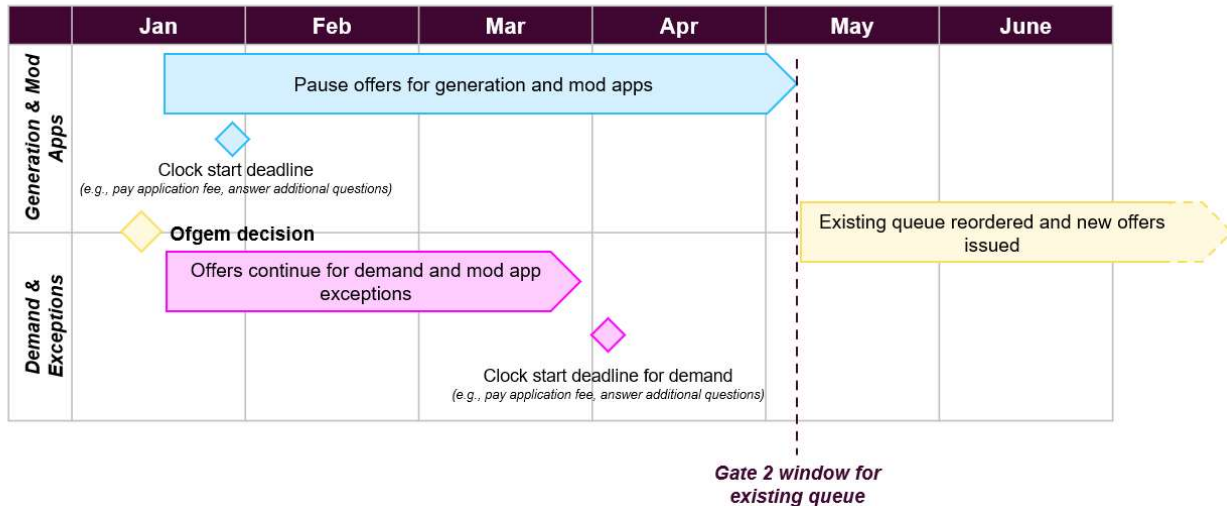 Jan Feb Mar Apr May June
Generation & Mod
Apps
Pause offers for generation and mod apps
Clock start deadline
(e.g., pay application fee, answer additional questions)
Ofgem decision
Existing queue reordered and new offers
issued
Demand &
Exceptions
Offers continue for demand and mod app
exceptions
Clock start deadline for demand
(e.g., pay application fee, answer additional questions)
Gate 2 window for
existing queue